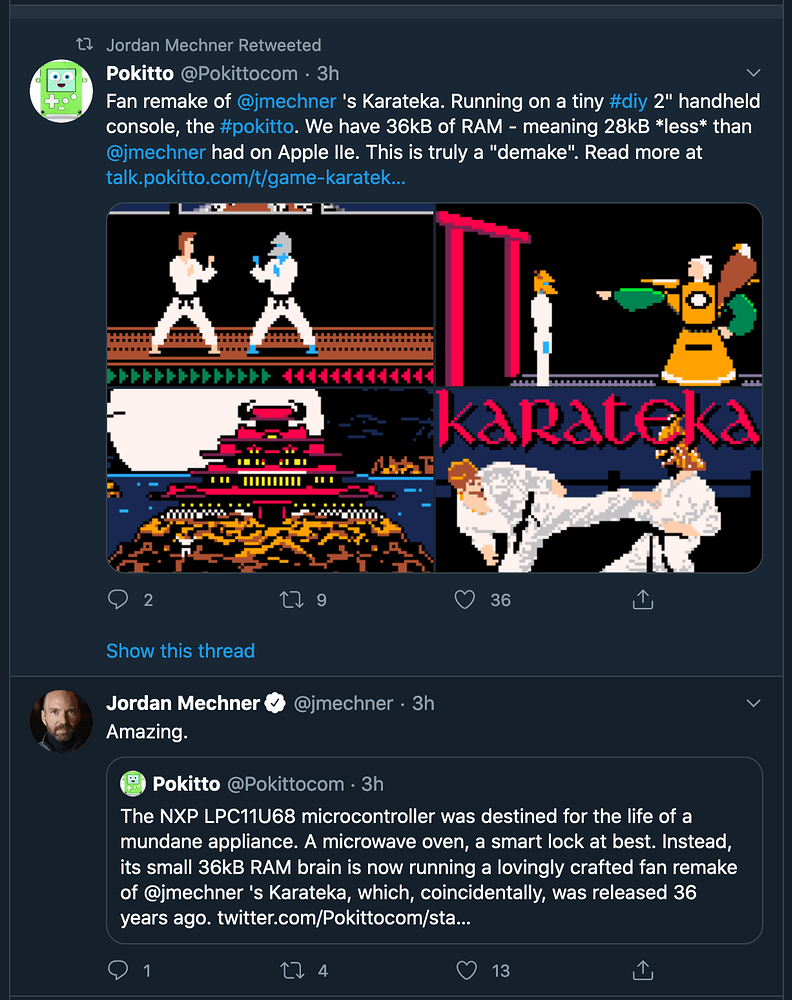 Jordan Mechner Retweeted
Pokitto @Pokittocom · 3h
Fan remake of @jmechner 's Karateka. Running on a tiny #diy 2" handheld
console, the #pokitto. We have 36kB of RAM - meaning 28kB *less* than
@jmechner had on Apple IIe. This is truly a "demake". Read more at
talk.pokitto.com/t/game-karatek...
KARATEKA
2 9 36
Show this thread
Jordan Mechner @jmechner · 3h
Amazing.
Pokitto @Pokittocom · 3h
The NXP LPC11U68 microcontroller was destined for the life of a
mundane appliance. A microwave oven, a smart lock at best. Instead,
its small 36kB RAM brain is now running a lovingly crafted fan remake
of @jmechner 's Karateka, which, coincidentally, was released 36
years ago. twitter.com/Pokittocom/sta...
1 4 13